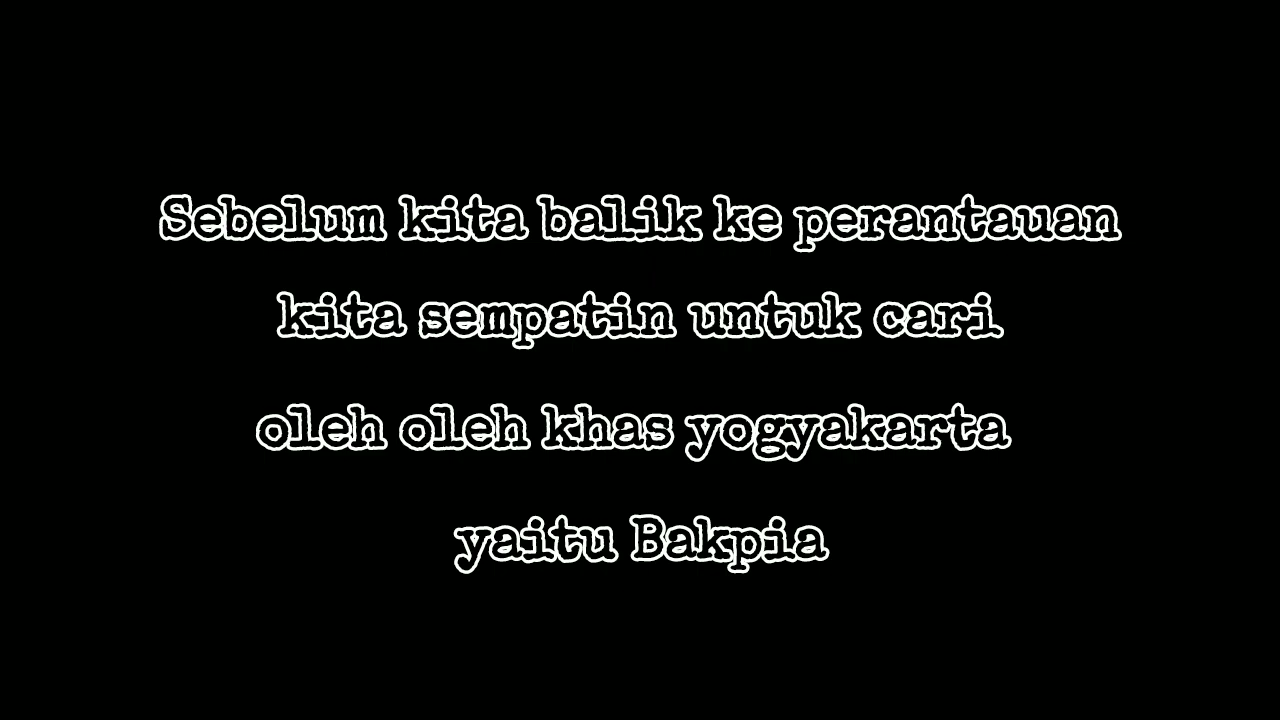 Sebelum kita balik ke perantauan
kita sempatin untuk cari
oleh oleh khas yogyakarta
yaitu Bakpia